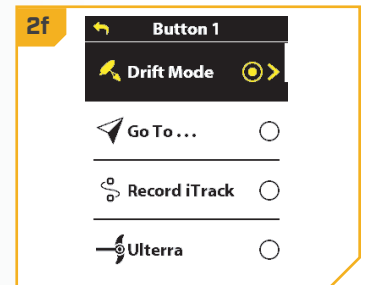 2f
Button 1
Drift Mode
Go To ...
Record iTrack
Ulterra